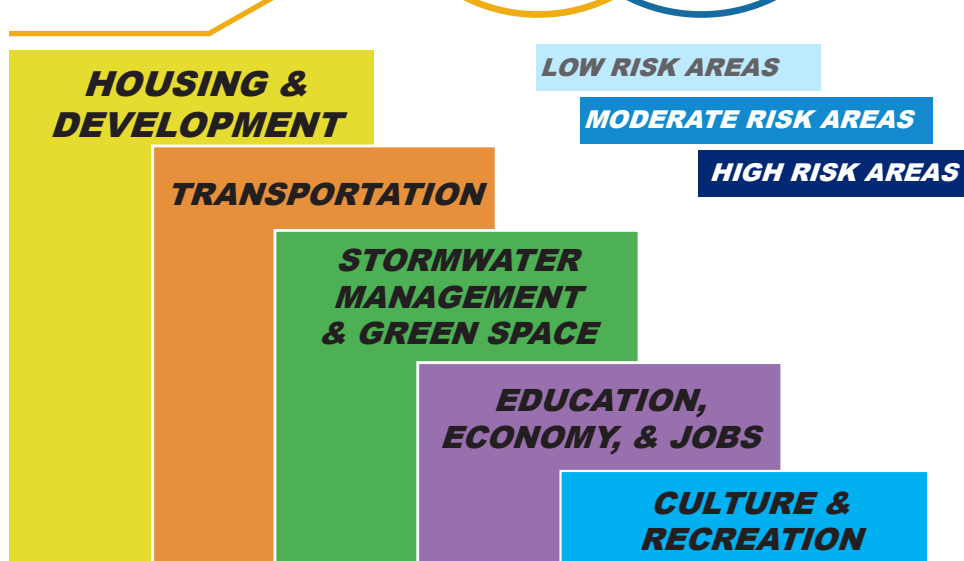 HOUSING &
DEVELOPMENT
TRANSPORTATION
STORMWATER
MANAGEMENT
& GREEN SPACE
EDUCATION,
ECONOMY, & JOBS
CULTURE &
RECREATION
LOW RISK AREAS
MODERATE RISK AREAS
HIGH RISK AREAS